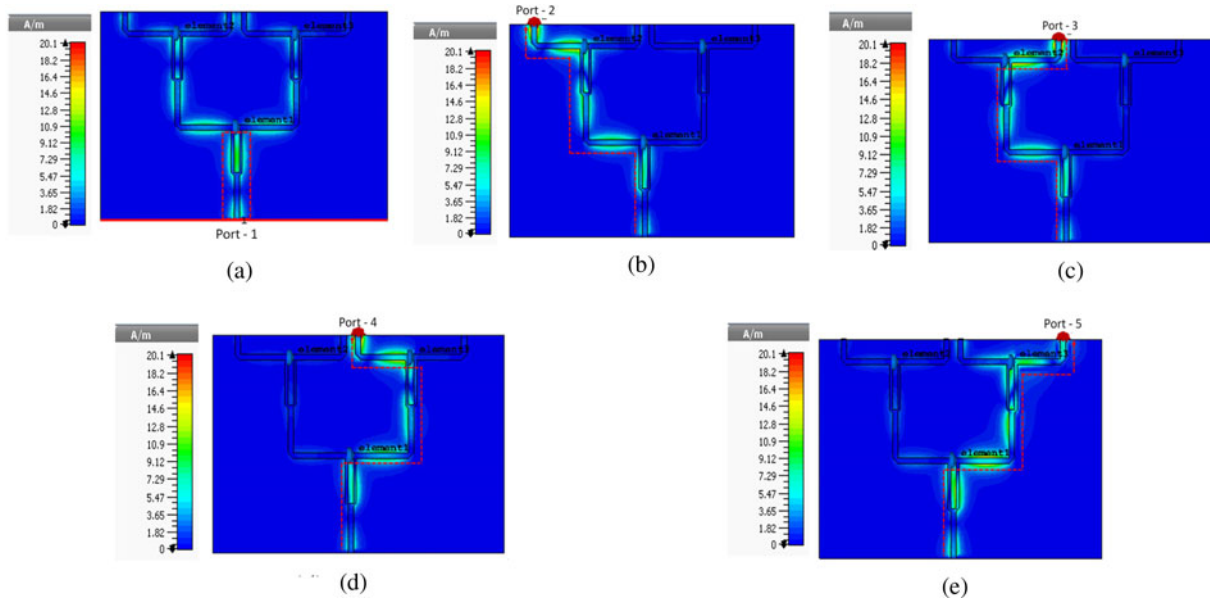 A/m
20.1
18.2
16.4
14.6
12.8
10.9
9.12
7.29
5.47
3.65
1.82
0
element2
element3
element1
1
Port - 1
(a)
A/m
20.1
18.2
16.4
14.6
12.8
10.9
9.12
7.29
5.47
3.65
1.82
0
Port - 2
element2
element3
element1
(b)
A/m
20.1
18.2
16.4
14.6
12.8
10.9
9.12
7.29
5.47
3.65
1.82
0
Port - 3
element2
element3
element1
(c)
A/m
20.1
18.2
16.4
14.6
12.8
10.9
9.12
7.29
5.47
3.65
1.82
0
Port - 4
element2
element3
element1
(d)
A/m
20.1
18.2
16.4
14.6
12.8
10.9
9.12
7.29
5.47
3.65
1.82
0
Port - 5
element2
element3
element1
(e)